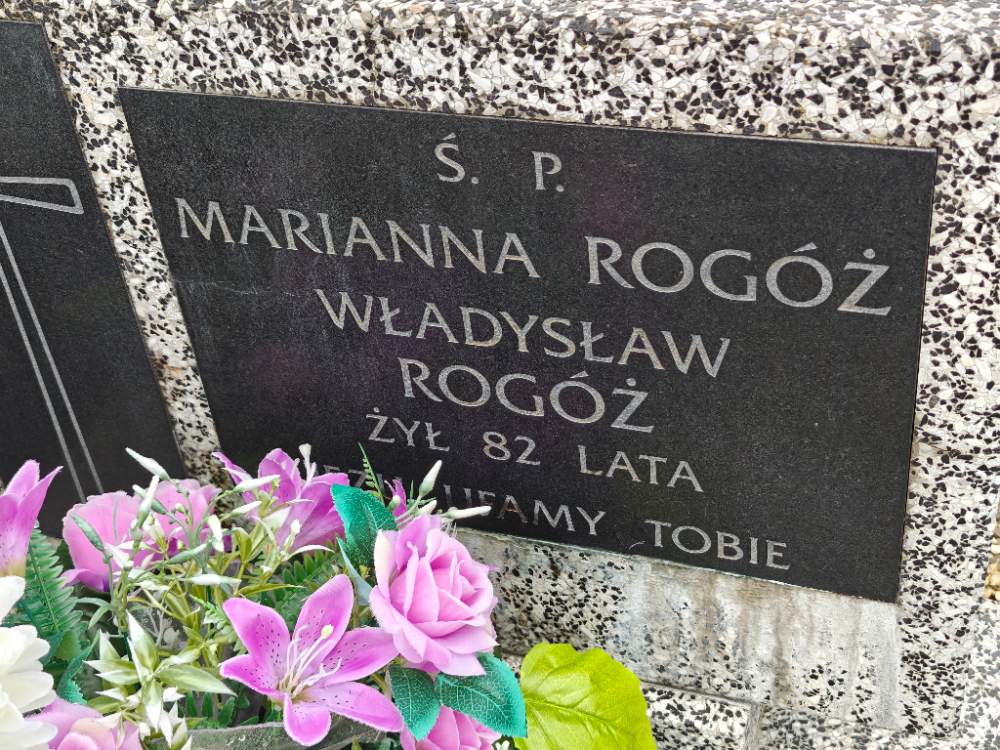 Ś. P.
MARIANNA ROGÓŻ
WŁADYSŁAW
ROGÓŻ
ŻYŁ 82 LATA
UFAMY TOBIE